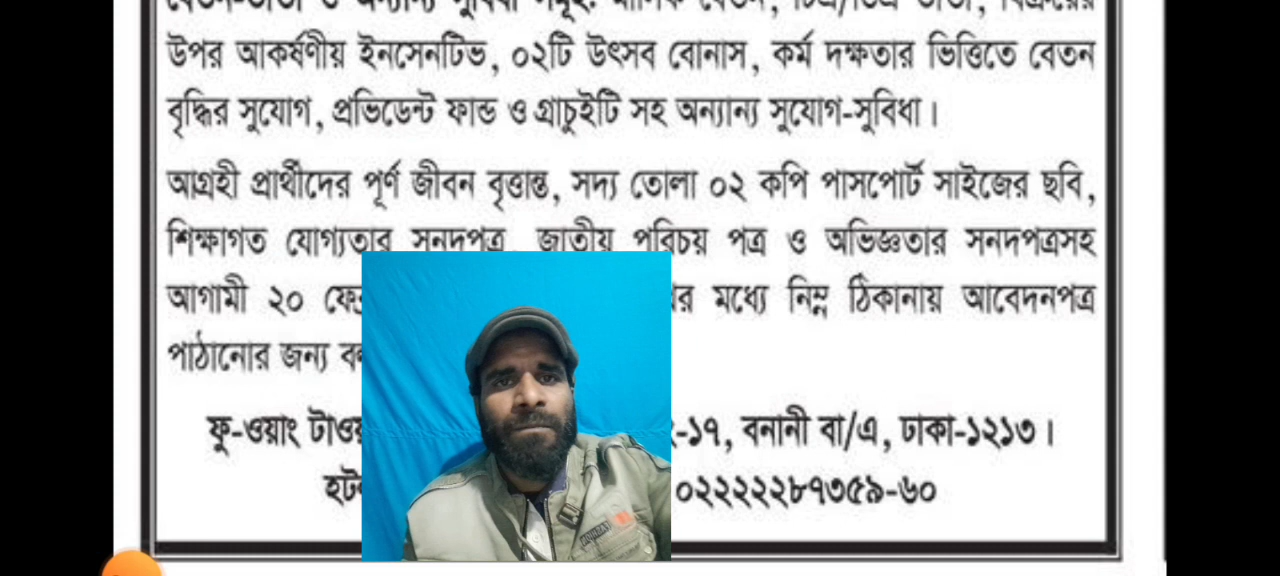 উপর আকর্ষণীয় ইনসেনটিভ, ০২টি উৎসব বোনাস, কর্ম দক্ষতার ভিত্তিতে বেতন
বৃদ্ধির সুযোগ, প্রভিডেন্ট ফান্ড ও গ্রাচুইটি সহ অন্যান্য সুযোগ-সুবিধা।
আগ্রহী প্রার্থীদের পূর্ণ জীবন বৃত্তান্ত, সদ্য তোলা ০২ কপি পাসপোর্ট সাইজের ছবি,
শিক্ষাগত যোগ্যতার সনদপত্র, জাতীয় পরিচয় পত্র ও অভিজ্ঞতার সনদপত্রসহ
আগামী ২০ মধ্যে নিম্ন ঠিকানায় আবেদনপত্র
পাঠানোর জন্য
ফু-ওয়াং -১৭, বনানী বা/এ, ঢাকা-১২১৩।
০২২২২২৮৭৩৫৯-৬০